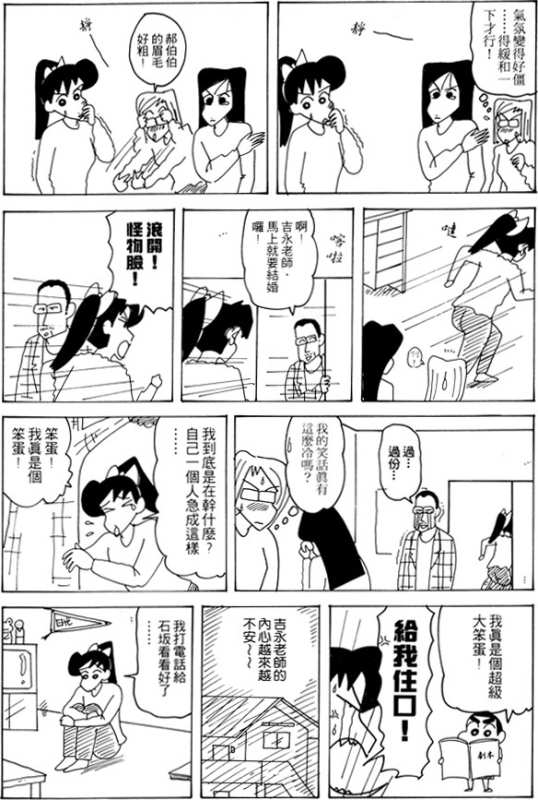 氣氛變得好僵
……得緩和一
下才行！
靜
郝伯伯
的眉毛
好粗！
靜
噠
喀啦
啊！
吉永老師，
馬上就要結婚
囉！
滾開！
怪物臉！
過…
過份…
我的笑話真有
這麼冷嗎？
我到底是在幹什麼？
自己一個人急成這樣
……
笨蛋！
我真是個
笨蛋！
我真是個超級
大笨蛋！
劇本
給我住口！
吉永老師的
內心越來越
不安～～
我打電話給
石坂看看好了